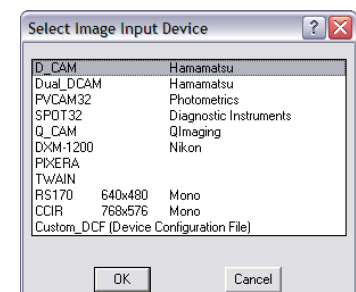 Select Image Input Device
D_CAM Hamamatsu
Dual_DCAM Hamamatsu
PVCAM32 Photometrics
SPOT32 Diagnostic Instruments
Q_CAM QImaging
DXM-1200 Nikon
PIXERA
TWAIN
RS170 640x480 Mono
CCIR 768x576 Mono
Custom_DCF (Device Configuration File)
OK Cancel